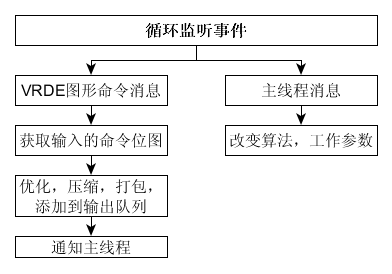 循环监听事件
VRDE图形命令消息
主线程消息
获取输入的命令位图
改变算法，工作参数
优化，压缩，打包，
添加到输出队列
通知主线程